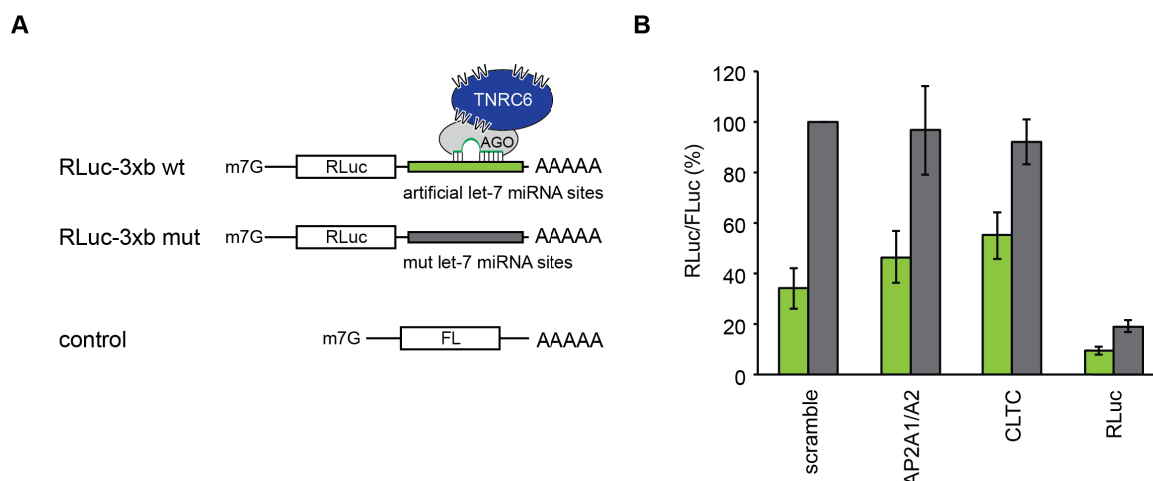 A
B
W W W W
TNRC6
W W
AGO
RLuc-3xb wt
m7G
RLuc
AAAAA
artificial let-7 miRNA sites
RLuc-3xb mut
m7G
RLuc
AAAAA
mut let-7 miRNA sites
control
m7G
FL
AAAAA
RLuc/FLuc (%)
120
100
80
60
40
20
0
scramble
AP2A1/A2
CLTC
RLuc